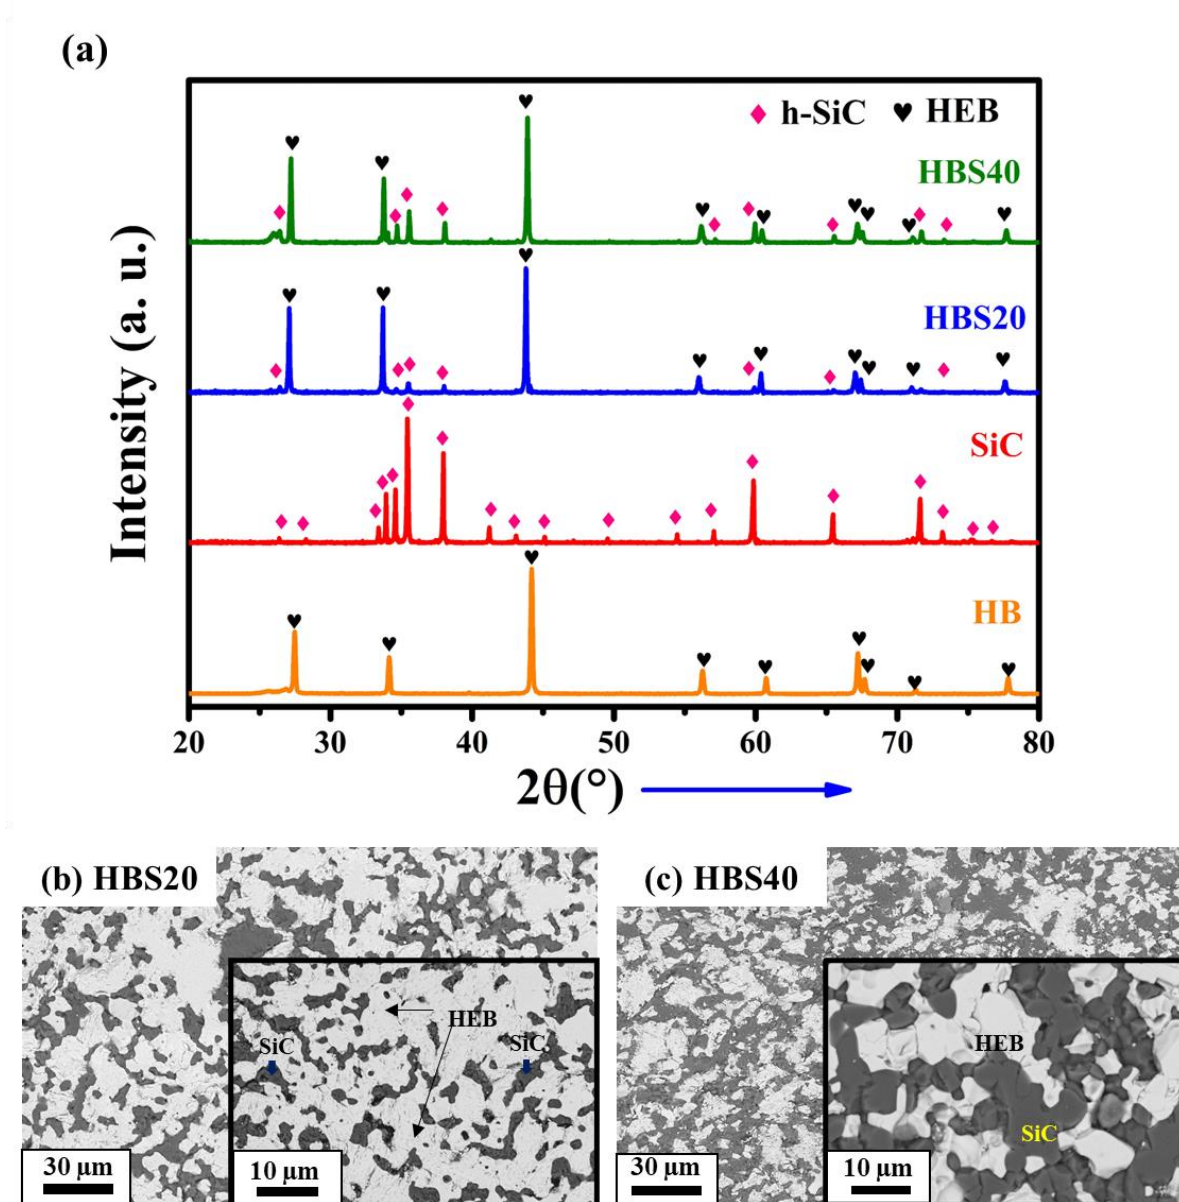 (a)
♦ h-SiC ♥ HEB
HBS40
HBS20
SiC
HB
Intensity (a. u.)
20 30 40 50 60 70 80
2θ(°)
(b) HBS20
HEB
SiC
SiC
30 μm
10 μm
(c) HBS40
HEB
SiC
30 μm
10 μm